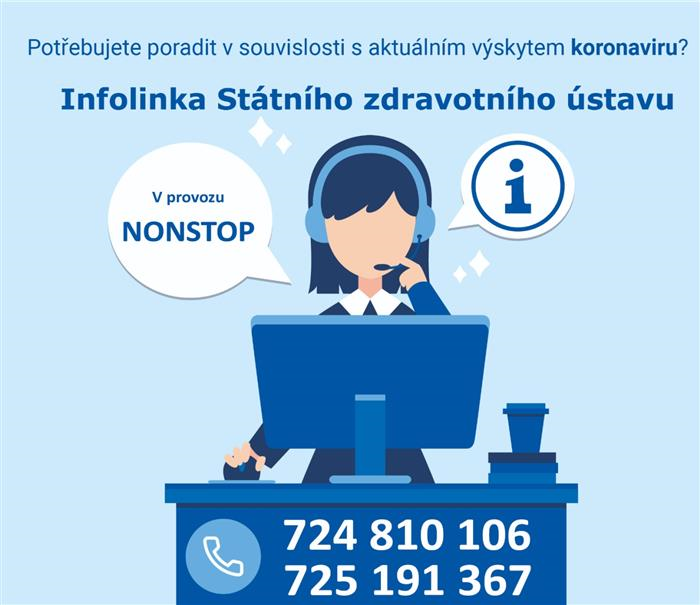 Potřebujete poradit v souvislosti s aktuálním výskytem koronaviru?
Infolinka Státního zdravotního ústavu
V provozu
NONSTOP
i
724 810 106
725 191 367